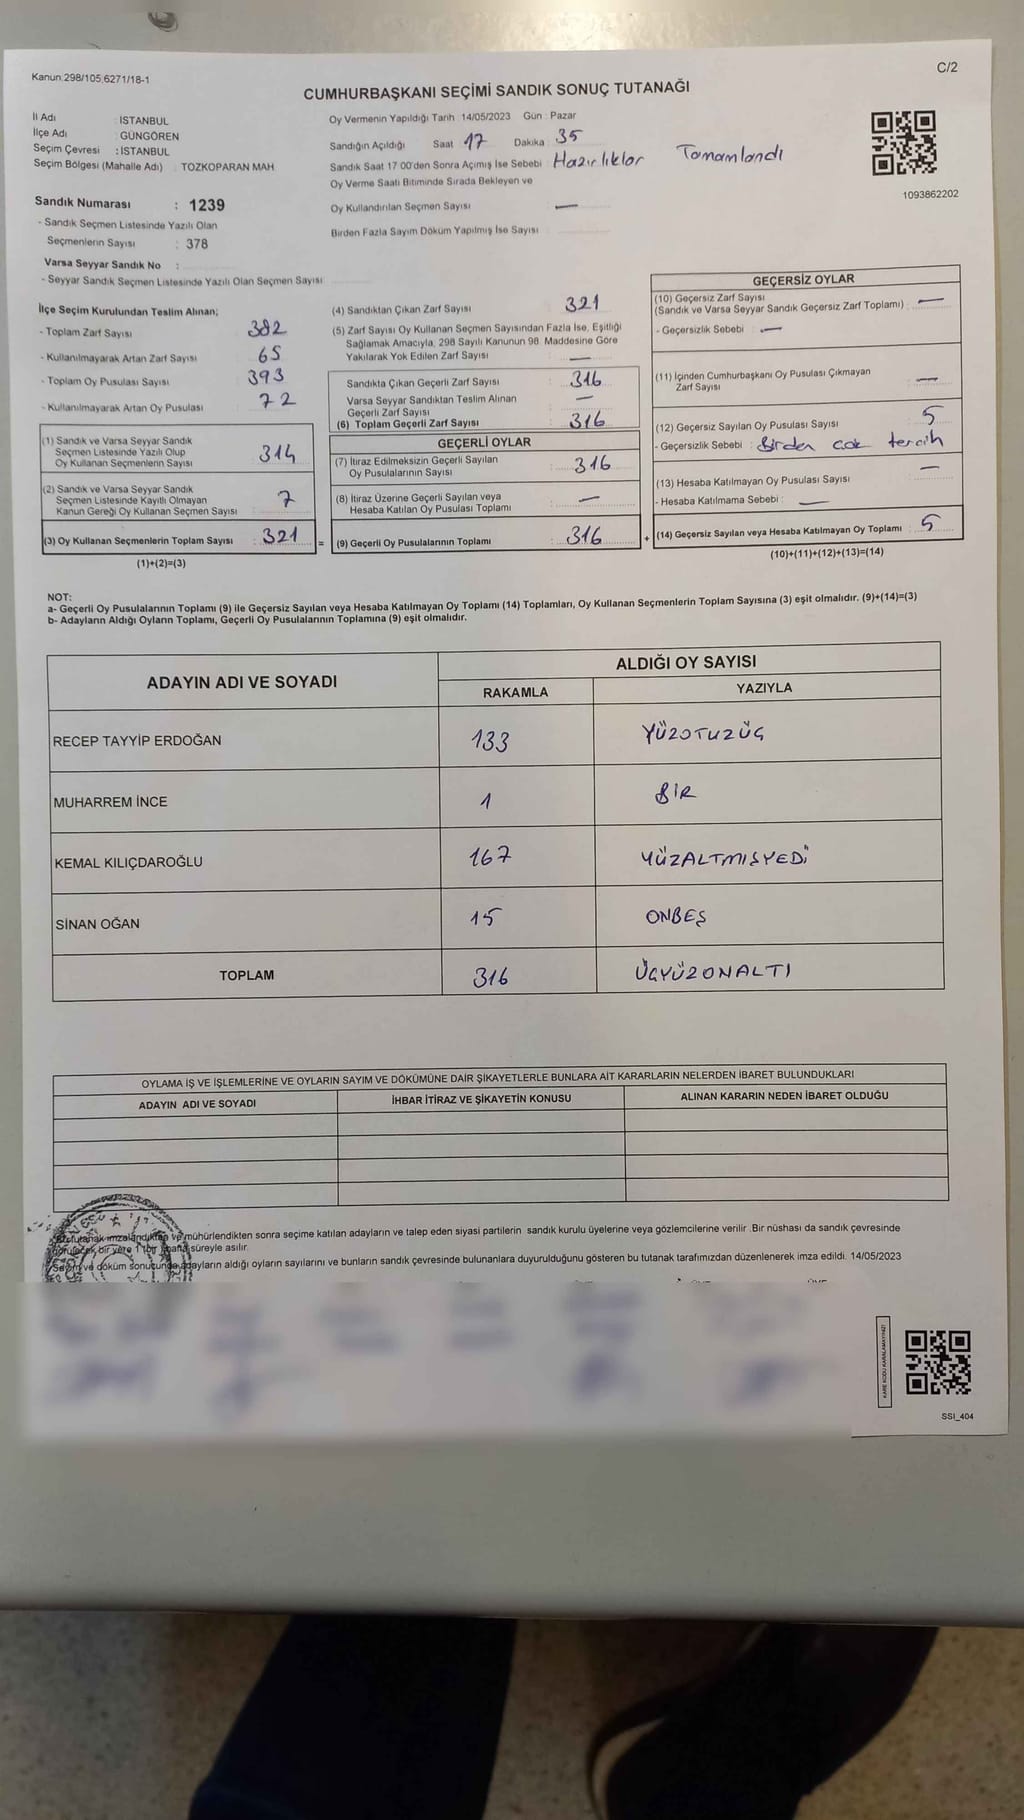 Kanun.298/105,6271/18-1
C/2
CUMHURBAŞKANI SEÇİMİ SANDIK SONUÇ TUTANAĞI
İl Adı : İSTANBUL
İlçe Adı : GÜNGÖREN
Seçim Çevresi : İSTANBUL
Seçim Bölgesi (Mahalle Adı) : TOZKOPARAN MAH
Sandık Numarası : 1239
- Sandık Seçmen Listesinde Yazılı Olan
Seçmenlerin Sayısı : 378
Varsa Seyyar Sandık No :
- Seyyar Sandık Seçmen Listesinde Yazılı Olan Seçmen Sayısı
Oy Vermenin Yapıldığı Tarih : 14/05/2023 Gün : Pazar
Sandığın Açıldığı Saat 17 Dakika : 35
Sandık Saat 17:00'den Sonra Açımış İse Sebebi : Hazırlıklar Tamamlandı
Oy Verme Saati Bitiminde Sırada Bekleyen ve
Oy Kullandırılan Seçmen Sayısı : —
Birden Fazla Sayım Döküm Yapılmış İse Sayısı :
1093862202
İlçe Seçim Kurulundan Teslim Alınan;
- Toplam Zarf Sayısı : 382
- Kullanılmayarak Artan Zarf Sayısı : 65
- Toplam Oy Pusulası Sayısı : 393
- Kullanılmayarak Artan Oy Pusulası : 72
(1) Sandık ve Varsa Seyyar Sandık
Seçmen Listesinde Yazılı Olup
Oy Kullanan Seçmenlerin Sayısı : 314
(2) Sandık ve Varsa Seyyar Sandık
Seçmen Listesinde Kayıtlı Olmayan
Kanun Gereği Oy Kullanan Seçmen Sayısı : 7
(3) Oy Kullanan Seçmenlerin Toplam Sayısı : 321 =
(1)+(2)=(3)
(4) Sandıktan Çıkan Zarf Sayısı : 321
(5) Zarf Sayısı Oy Kullanan Seçmen Sayısından Fazla İse, Eşitliği
Sağlamak Amacıyla, 298 Sayılı Kanunun 98. Maddesine Göre
Yakılarak Yok Edilen Zarf Sayısı : —
Sandıkta Çıkan Geçerli Zarf Sayısı : 316
Varsa Seyyar Sandıktan Teslim Alınan
Geçerli Zarf Sayısı : —
(6) Toplam Geçerli Zarf Sayısı : 316
GEÇERLİ OYLAR
(7) İtiraz Edilmeksizin Geçerli Sayılan
Oy Pusulalarının Sayısı : 316
(8) İtiraz Üzerine Geçerli Sayılan veya
Hesaba Katılan Oy Pusulası Toplamı : —
(9) Geçerli Oy Pusulalarının Toplamı : 316 +
GEÇERSİZ OYLAR
(10) Geçersiz Zarf Sayısı
(Sandık ve Varsa Seyyar Sandık Geçersiz Zarf Toplamı) : —
- Geçersizlik Sebebi : —
(11) İçinden Cumhurbaşkanı Oy Pusulası Çıkmayan
Zarf Sayısı : —
(12) Geçersiz Sayılan Oy Pusulası Sayısı : 5
- Geçersizlik Sebebi : Birden cok tercih
(13) Hesaba Katılmayan Oy Pusulası Sayısı : —
- Hesaba Katılmama Sebebi : —
(14) Geçersiz Sayılan veya Hesaba Katılmayan Oy Toplamı : 5
(10)+(11)+(12)+(13)=(14)
NOT:
a- Geçerli Oy Pusulalarının Toplamı (9) ile Geçersiz Sayılan veya Hesaba Katılmayan Oy Toplamı (14) Toplamları, Oy Kullanan Seçmenlerin Toplam Sayısına (3) eşit olmalıdır. (9)+(14)=(3)
b- Adayların Aldığı Oyların Toplamı, Geçerli Oy Pusulalarının Toplamına (9) eşit olmalıdır.
ADAYIN ADI VE SOYADI
ALDIĞI OY SAYISI
RAKAMLA YAZIYLA
RECEP TAYYİP ERDOĞAN 133 YÜZOTUZÜÇ
MUHARREM İNCE 1 BİR
KEMAL KILIÇDAROĞLU 167 YÜZALTMIŞYEDİ
SİNAN OĞAN 15 ONBEŞ
TOPLAM 316 ÜÇYÜZONALTI
OYLAMA İŞ VE İŞLEMLERİNE VE OYLARIN SAYIM VE DÖKÜMÜNE DAİR ŞİKAYETLERLE BUNLARA AİT KARARLARIN NELERDEN İBARET BULUNDUKLARI
ADAYIN ADI VE SOYADI İHBAR İTİRAZ VE ŞİKAYETİN KONUSU ALINAN KARARIN NEDEN İBARET OLDUĞU
tutanak imzalandıktan ve mühürlendikten sonra seçime katılan adayların ve talep eden siyasi partilerin sandık kurulu üyelerine veya gözlemcilerine verilir. Bir nüshası da sandık çevresinde
görülecek bir yere 1 hafta süreyle asılır.
Sayım ve döküm sonucunda adayların aldığı oyların sayılarını ve bunların sandık çevresinde bulunanlara duyurulduğunu gösteren bu tutanak tarafımızdan düzenlenerek imza edildi. 14/05/2023
KARE KODU KARALAMAYINIZ!
SSI_404